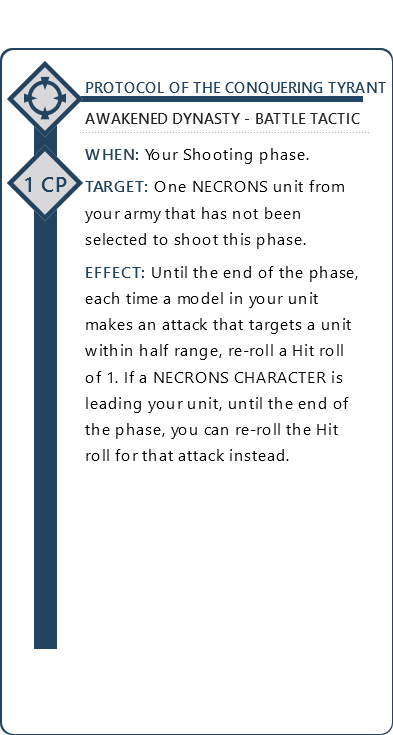 PROTOCOL OF THE CONQUERING TYRANT
AWAKENED DYNASTY - BATTLE TACTIC
WHEN: Your Shooting phase.
1 CP
TARGET: One NECRONS unit from
your army that has not been
selected to shoot this phase.
EFFECT: Until the end of the phase,
each time a model in your unit
makes an attack that targets a unit
within half range, re-roll a Hit roll
of 1. If a NECRONS CHARACTER is
leading your unit, until the end of
the phase, you can re-roll the Hit
roll for that attack instead.